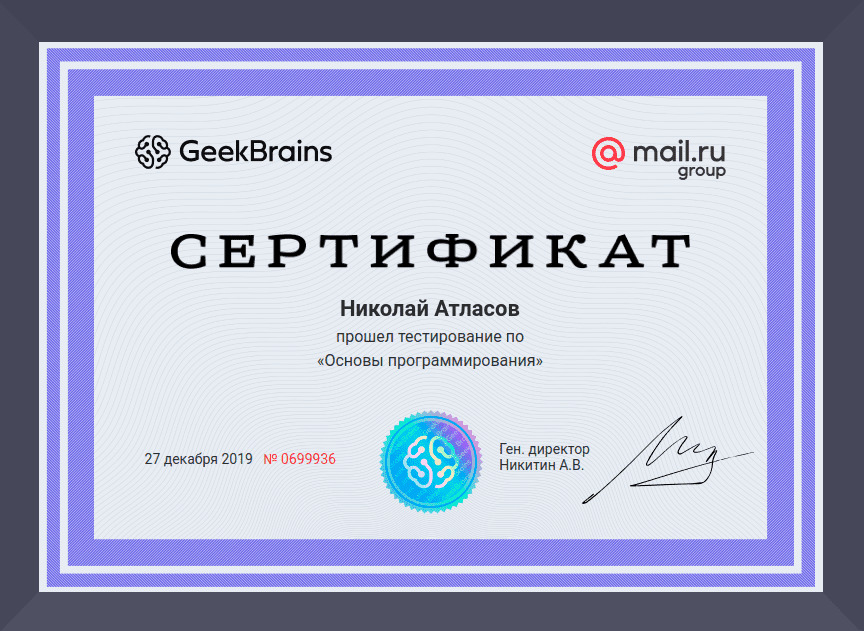 GeekBrains
@mail.ru
group
СЕРТИФИКАТ
Николай Атласов
прошел тестирование по
«Основы программирования»
27 декабря 2019 № 0699936
Ген. директор
Никитин А.В.